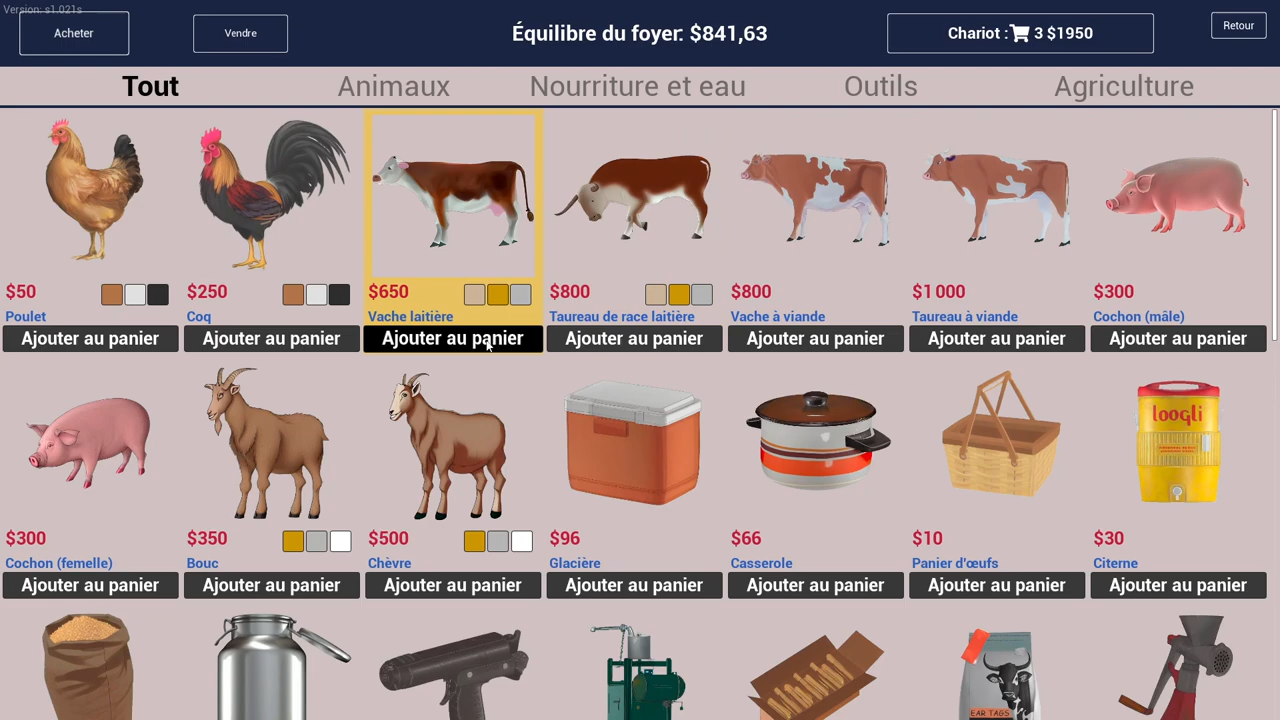 Version: s1.021s
Acheter
Vendre
Équilibre du foyer: $841,63
Chariot : 3 $1950
Retour
Tout
Animaux
Nourriture et eau
Outils
Agriculture
$50
Poulet
Ajouter au panier
$250
Coq
Ajouter au panier
$650
Vache laitière
Ajouter au panier
$800
Taureau de race laitière
Ajouter au panier
$800
Vache à viande
Ajouter au panier
$1 000
Taureau à viande
Ajouter au panier
$300
Cochon (mâle)
Ajouter au panier
$300
Cochon (femelle)
Ajouter au panier
$350
Bouc
Ajouter au panier
$500
Chèvre
Ajouter au panier
$96
Glacière
Ajouter au panier
$66
Casserole
Ajouter au panier
$10
Panier d'œufs
Ajouter au panier
looqli
$30
Citerne
Ajouter au panier
EAR TAGS